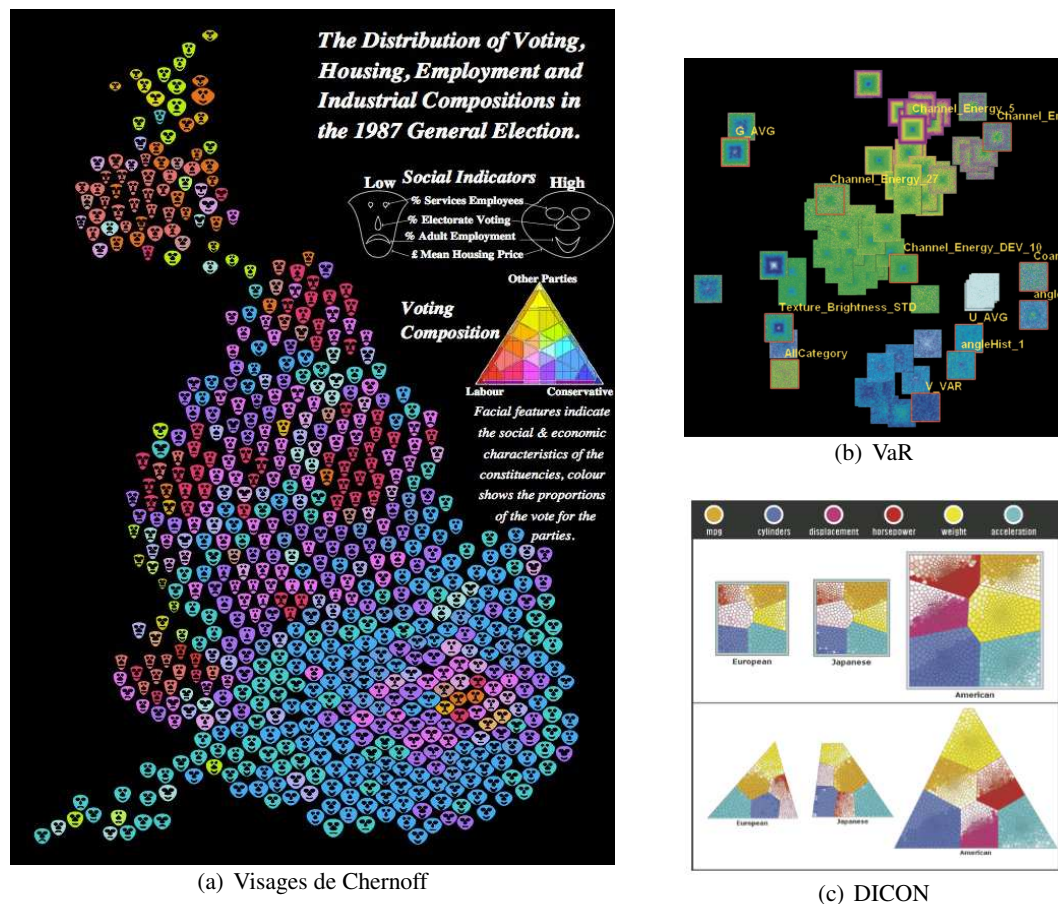 The Distribution of Voting,
Housing, Employment and
Industrial Compositions in
the 1987 General Election.
Low Social Indicators High
% Services Employees
% Electorate Voting
% Adult Employment
£ Mean Housing Price
Other Parties
Voting
Composition
Labour Conservative
Facial features indicate
the social & economic
characteristics of the
constituencies, colour
shows the proportions
of the vote for the
parties.
(a) Visages de Chernoff
Channel_Energy_5
Channel_En
G_AVG
Channel_Energy_27
Channel_Energy_DEV_10
Coar
angle
Texture_Brightness_STD
U_AVG
AllCategory
angleHist_1
V_VAR
(b) VaR
mpg cylinders displacement horsepower weight acceleration
European Japanese American
European Japanese American
(c) DICON